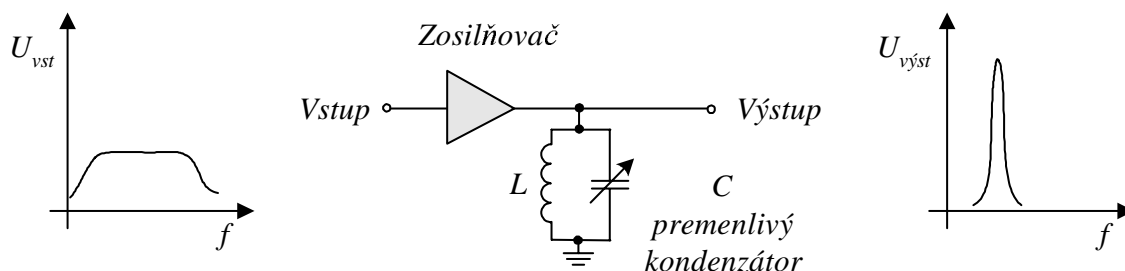 U_vst
f
Zosilňovač
Vstup
Výstup
L
C
premenlivý
kondenzátor
U_výst
f